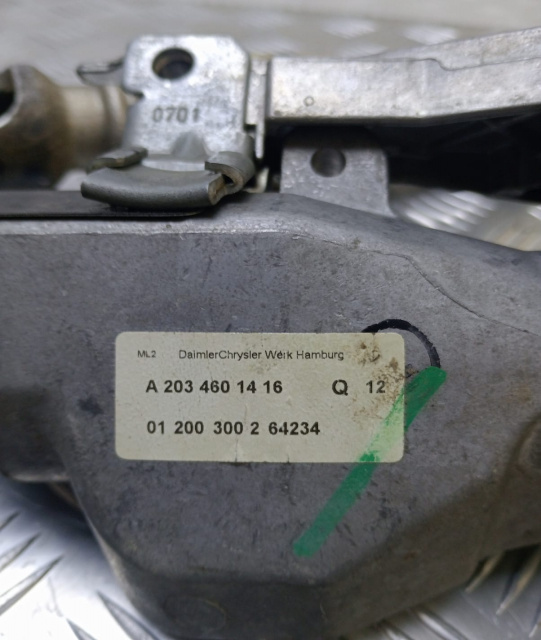 0701
ML2 DaimlerChrysler Werk Hamburg
A 203 460 14 16 Q 12
01 200 300 2 64234